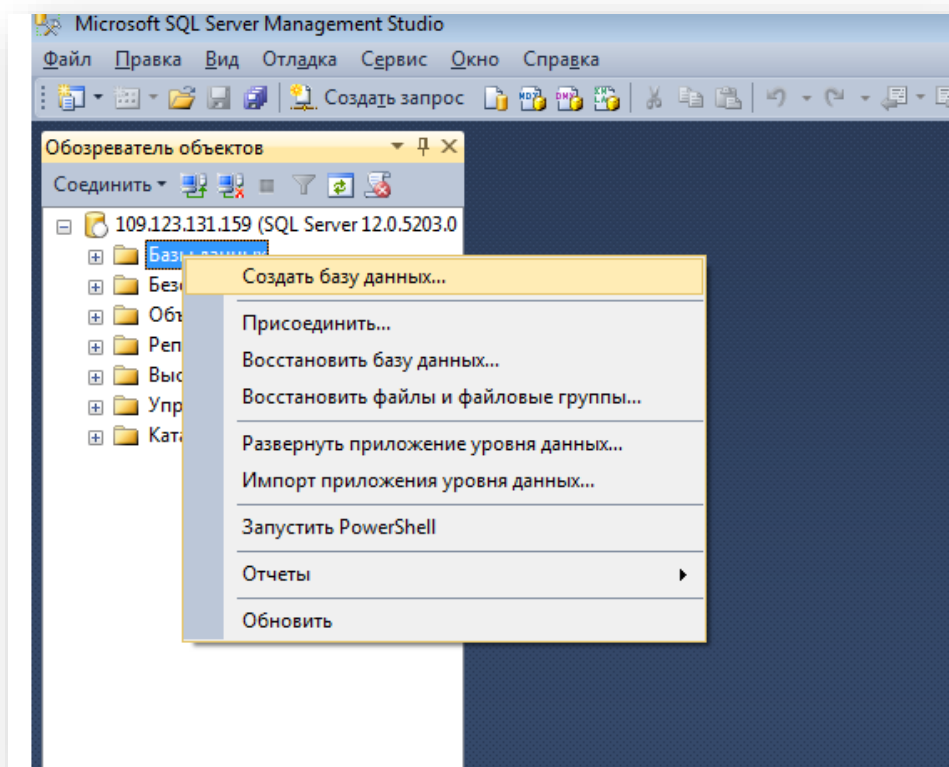 Microsoft SQL Server Management Studio
Файл Правка Вид Отладка Сервис Окно Справка
Создать запрос
Обозреватель объектов
Соединить
109.123.131.159 (SQL Server 12.0.5203.0
Базы данных
Создать базу данных...
Присоединить...
Восстановить базу данных...
Восстановить файлы и файловые группы...
Развернуть приложение уровня данных...
Импорт приложения уровня данных...
Запустить PowerShell
Отчеты
Обновить